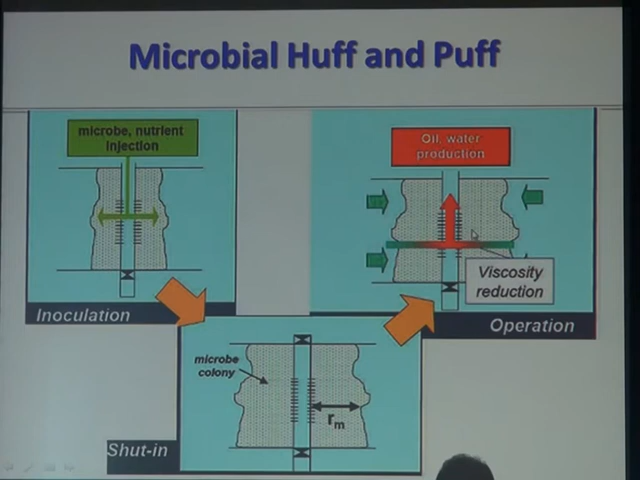 Microbial Huff and Puff
microbe, nutrient
injection
Inoculation
Oil, water
production
Viscosity
reduction
Operation
microbe
colony
rm
Shut-in